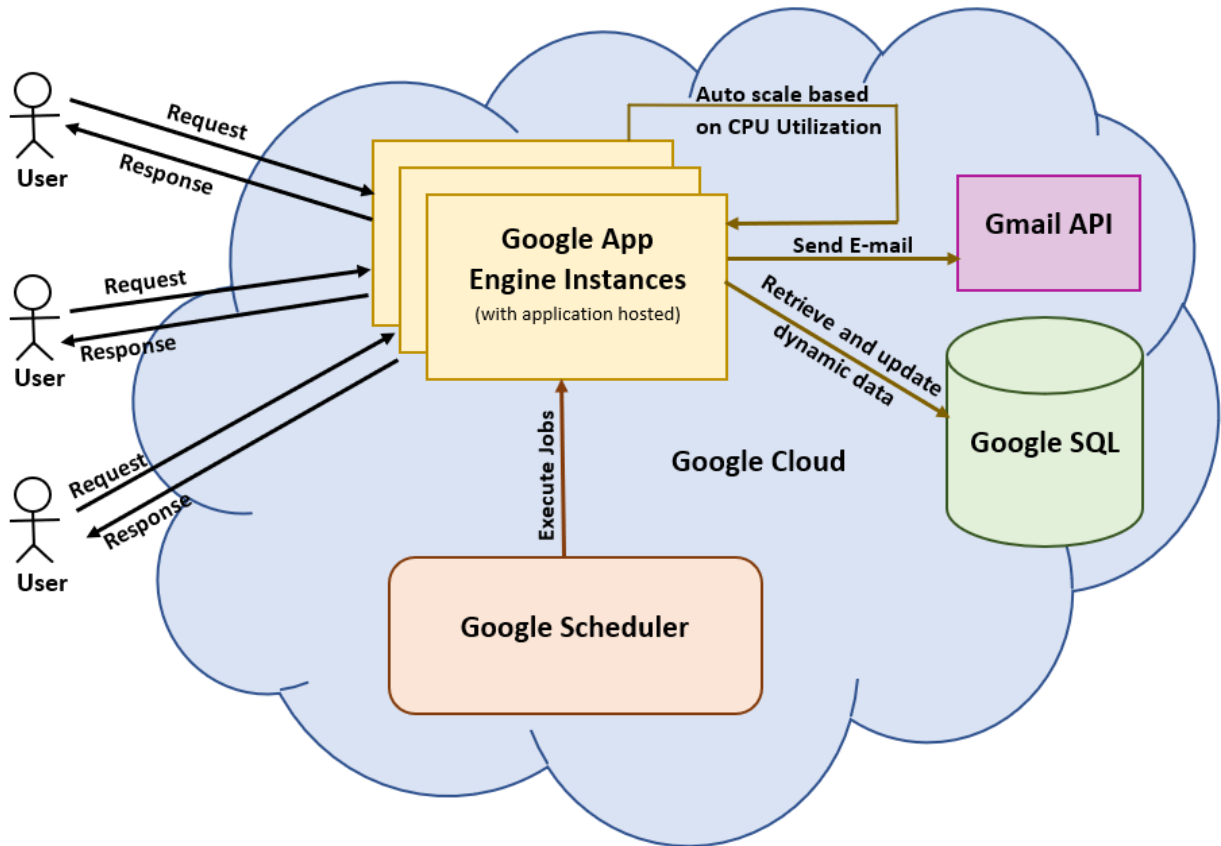 Request
Response
User
Request
Response
User
Request
Response
User
Auto scale based
on CPU Utilization
Google App
Engine Instances
(with application hosted)
Send E-mail
Gmail API
Retrieve and update
dynamic data
Google SQL
Google Cloud
Execute Jobs
Google Scheduler